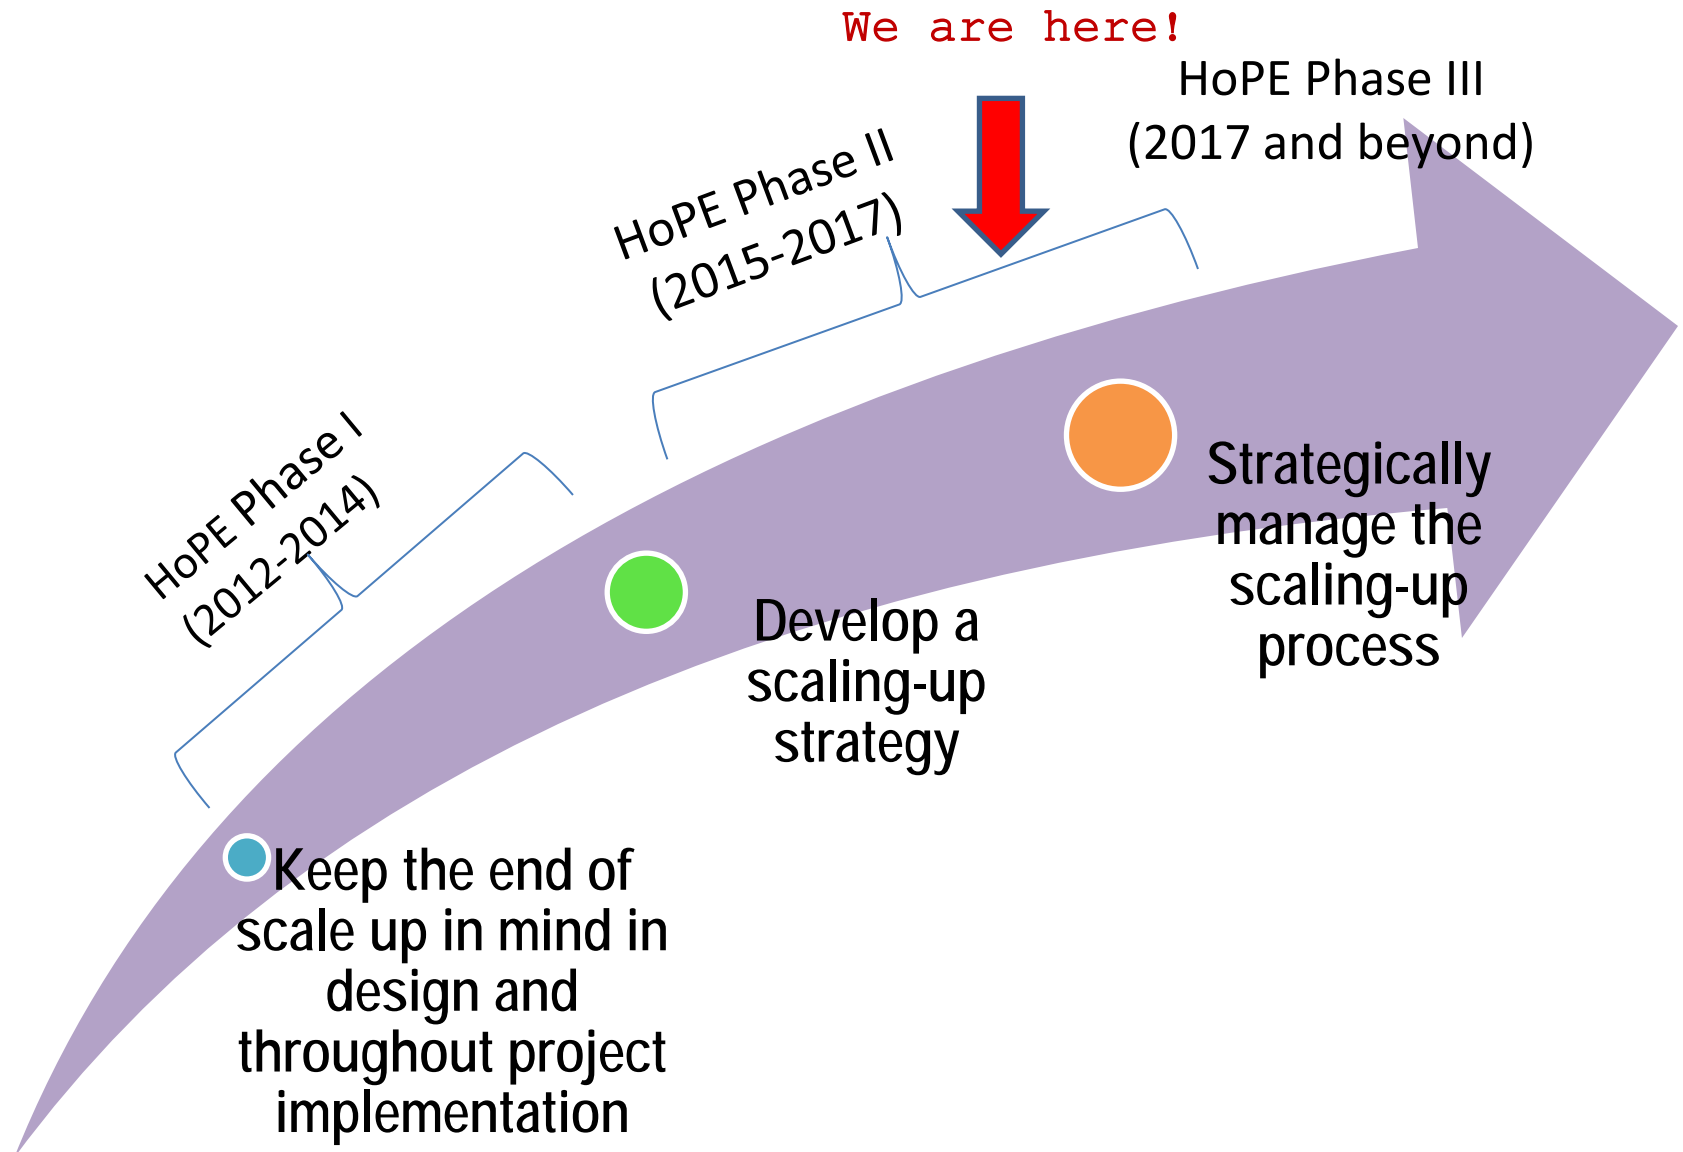 We are here!
HoPE Phase III
(2017 and beyond)
HoPE Phase II
(2015-2017)
HoPE Phase I
(2012-2014)
Strategically
manage the
scaling-up
process
Develop a
scaling-up
strategy
Keep the end of
scale up in mind in
design and
throughout project
implementation